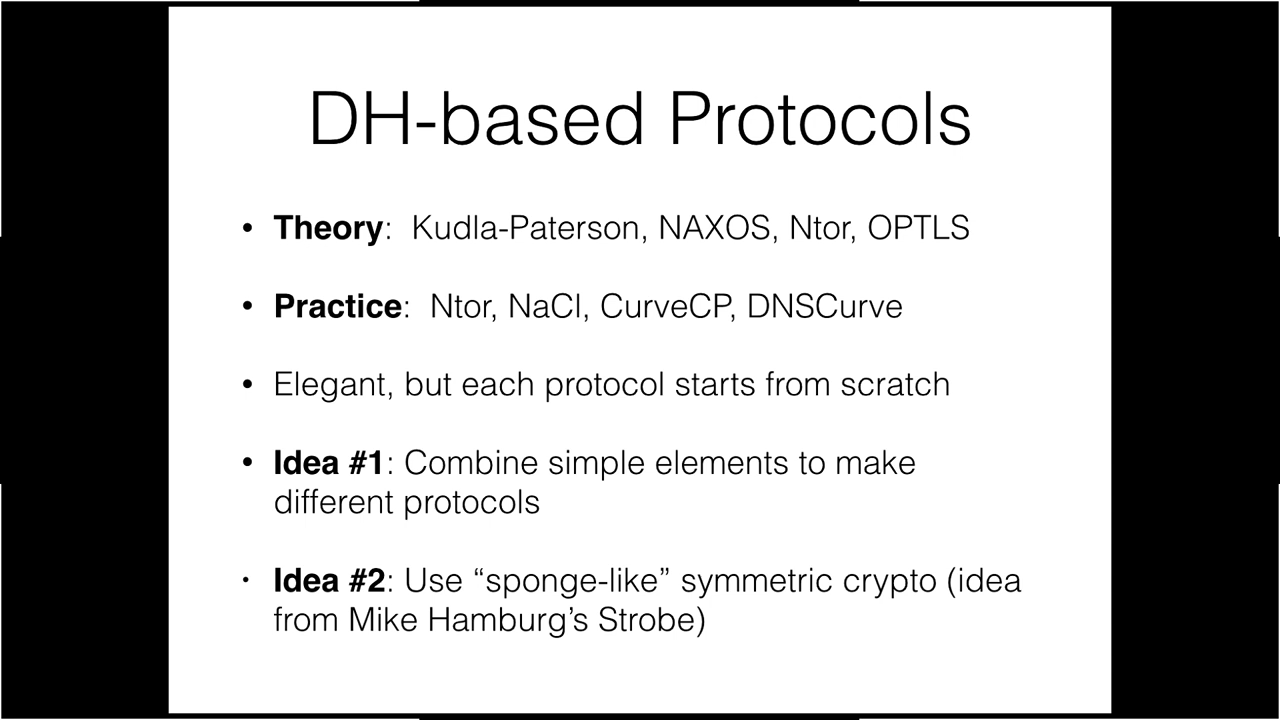 DH-based Protocols
• Theory: Kudla-Paterson, NAXOS, Ntor, OPTLS
• Practice: Ntor, NaCl, CurveCP, DNSCurve
• Elegant, but each protocol starts from scratch
• Idea #1: Combine simple elements to make
different protocols
• Idea #2: Use “sponge-like” symmetric crypto (idea
from Mike Hamburg’s Strobe)